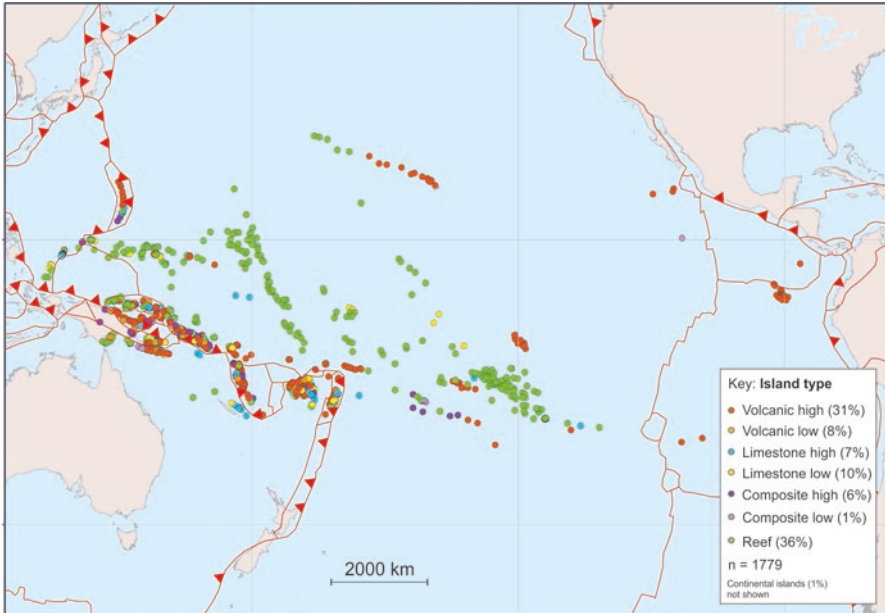 2000 km
Key: Island type
Volcanic high (31%)
Volcanic low (8%)
Limestone high (7%)
Limestone low (10%)
Composite high (6%)
Composite low (1%)
Reef (36%)
n = 1779
Continental islands (1%)
not shown